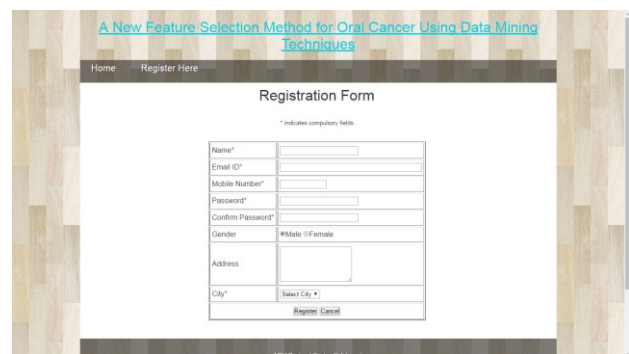 A New Feature Selection Method for Oral Cancer Using Data Mining
Techniques
Home Register Here
Registration Form
* indicates compulsory fields
Name*
Email ID*
Mobile Number*
Password*
Confirm Password*
Gender Male Female
Address
City* Select City
Register Cancel